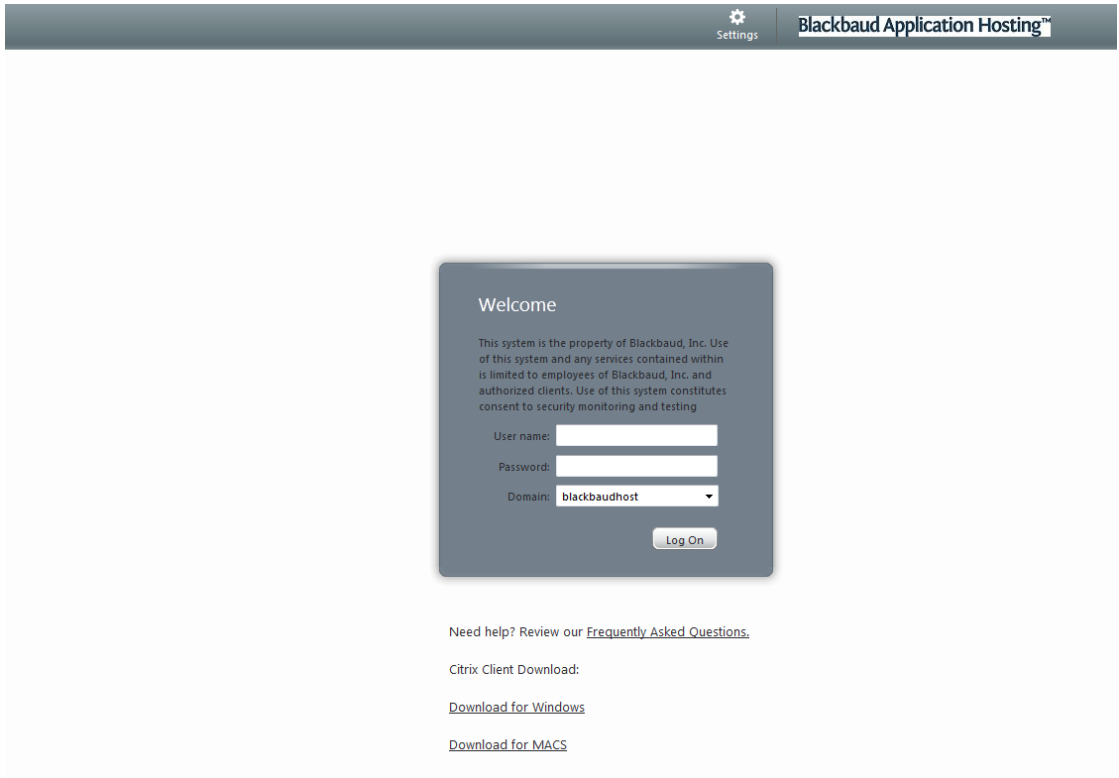 Settings
Blackbaud Application Hosting™
Welcome
This system is the property of Blackbaud, Inc. Use
of this system and any services contained within
is limited to employees of Blackbaud, Inc. and
authorized clients. Use of this system constitutes
consent to security monitoring and testing
User name:
Password:
Domain: blackbaudhost
Log On
Need help? Review our Frequently Asked Questions.
Citrix Client Download:
Download for Windows
Download for MACS